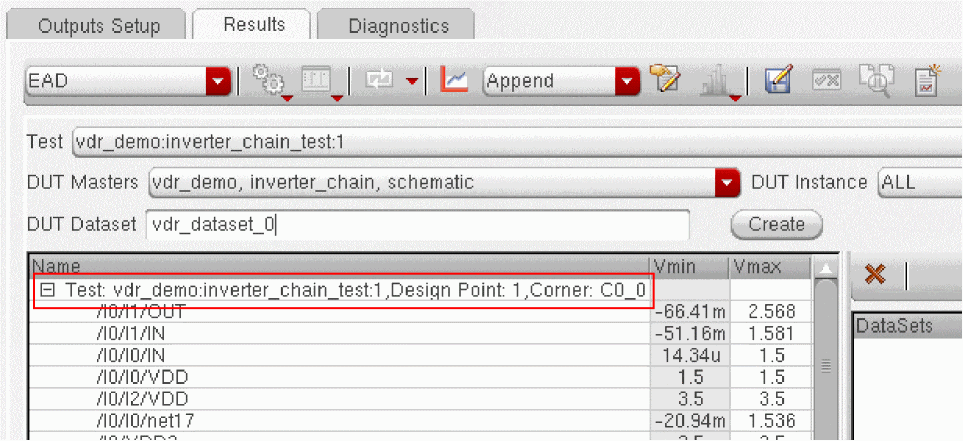 Outputs Setup Results Diagnostics
EAD Append
Test vdr_demo:inverter_chain_test:1
DUT Masters vdr_demo, inverter_chain, schematic DUT Instance ALL
DUT Dataset vdr_dataset_0 Create
Name Vmin Vmax
Test: vdr_demo:inverter_chain_test:1,Design Point: 1,Corner: C0_0
/I0/I1/OUT -66.41m 2.568
DataSets
/I0/I1/IN -51.16m 1.581
/I0/I0/IN 14.34u 1.5
/I0/I0/VDD 1.5 1.5
/I0/I2/VDD 3.5 3.5
/I0/I0/net17 -20.94m 1.536